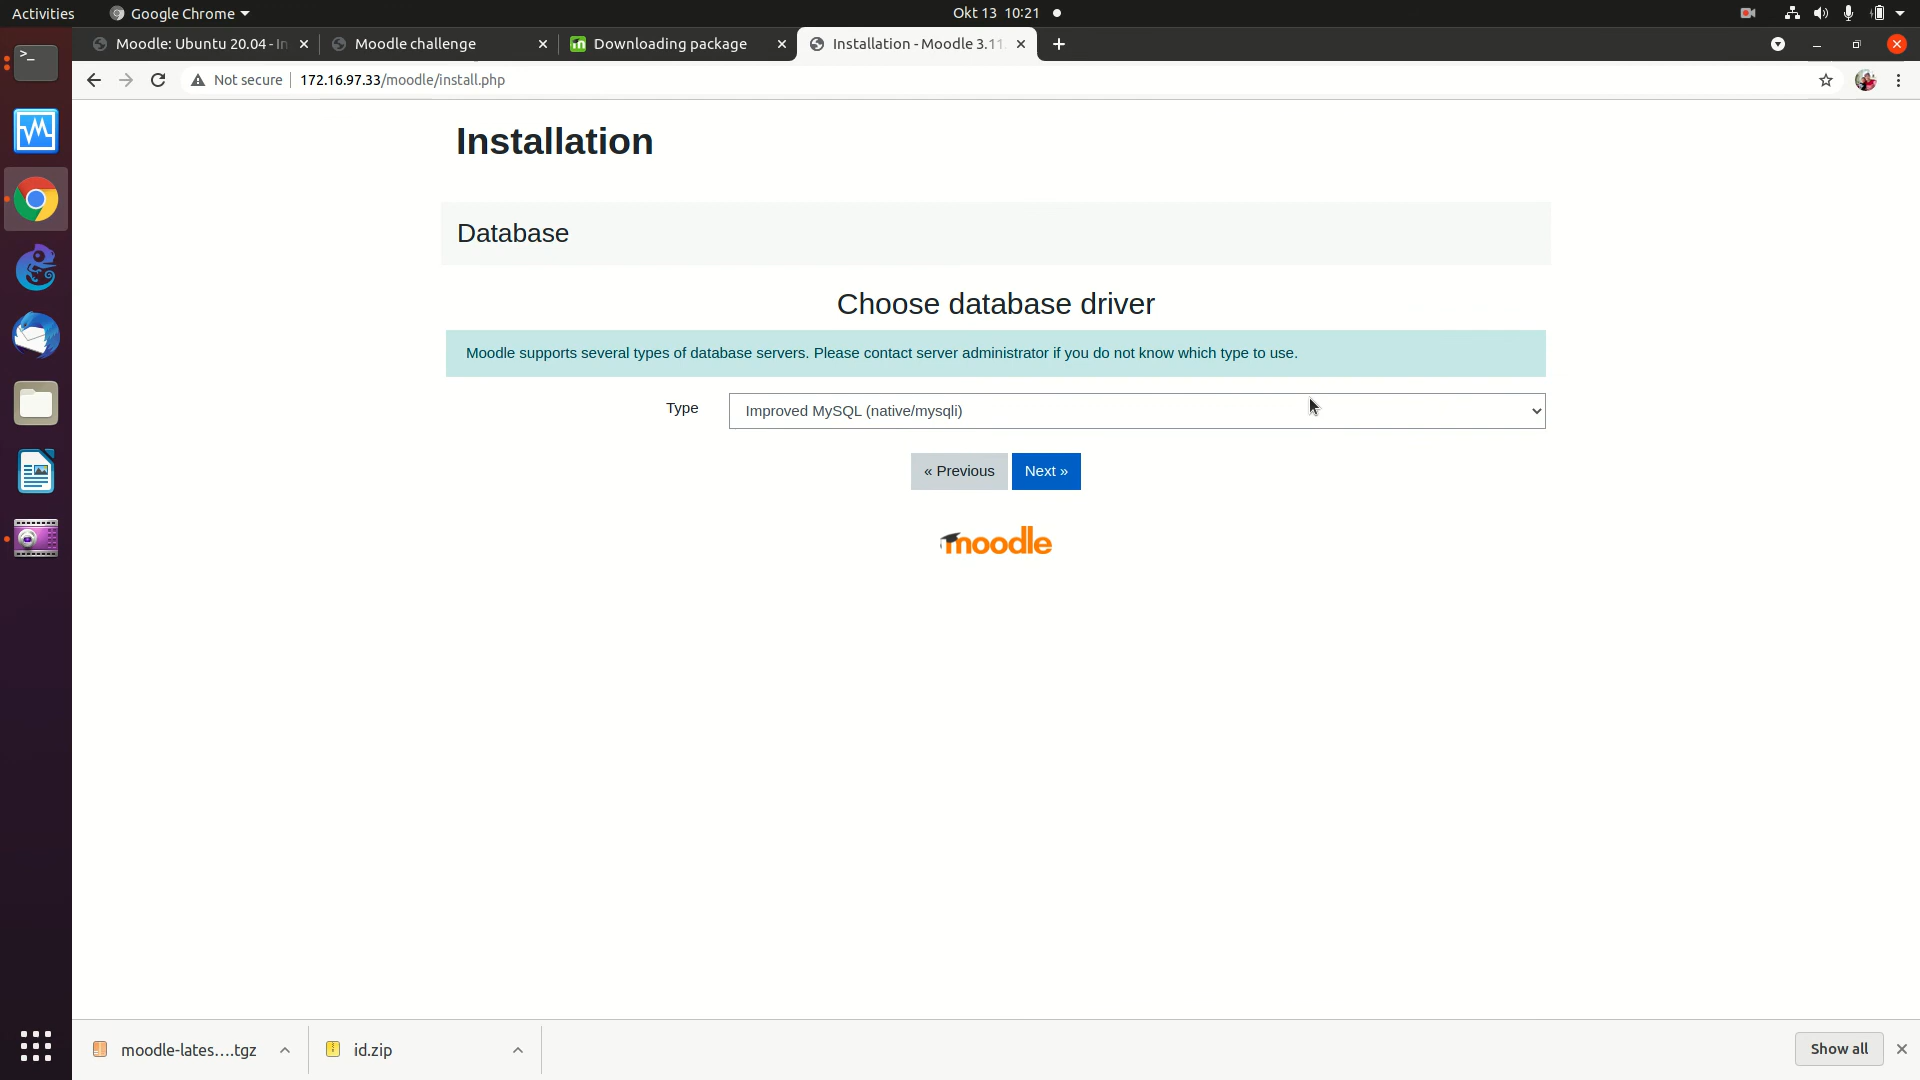 Activities
Google Chrome
Okt 13 10:21
Moodle: Ubuntu 20.04 - In
Moodle challenge
Downloading package
Installation - Moodle 3.11
Not secure
172.16.97.33/moodle/install.php
Installation
Database
Choose database driver
Moodle supports several types of database servers. Please contact server administrator if you do not know which type to use.
Type
Improved MySQL (native/mysqli)
« Previous
Next »
moodle
moodle-lates....tgz
id.zip
Show all